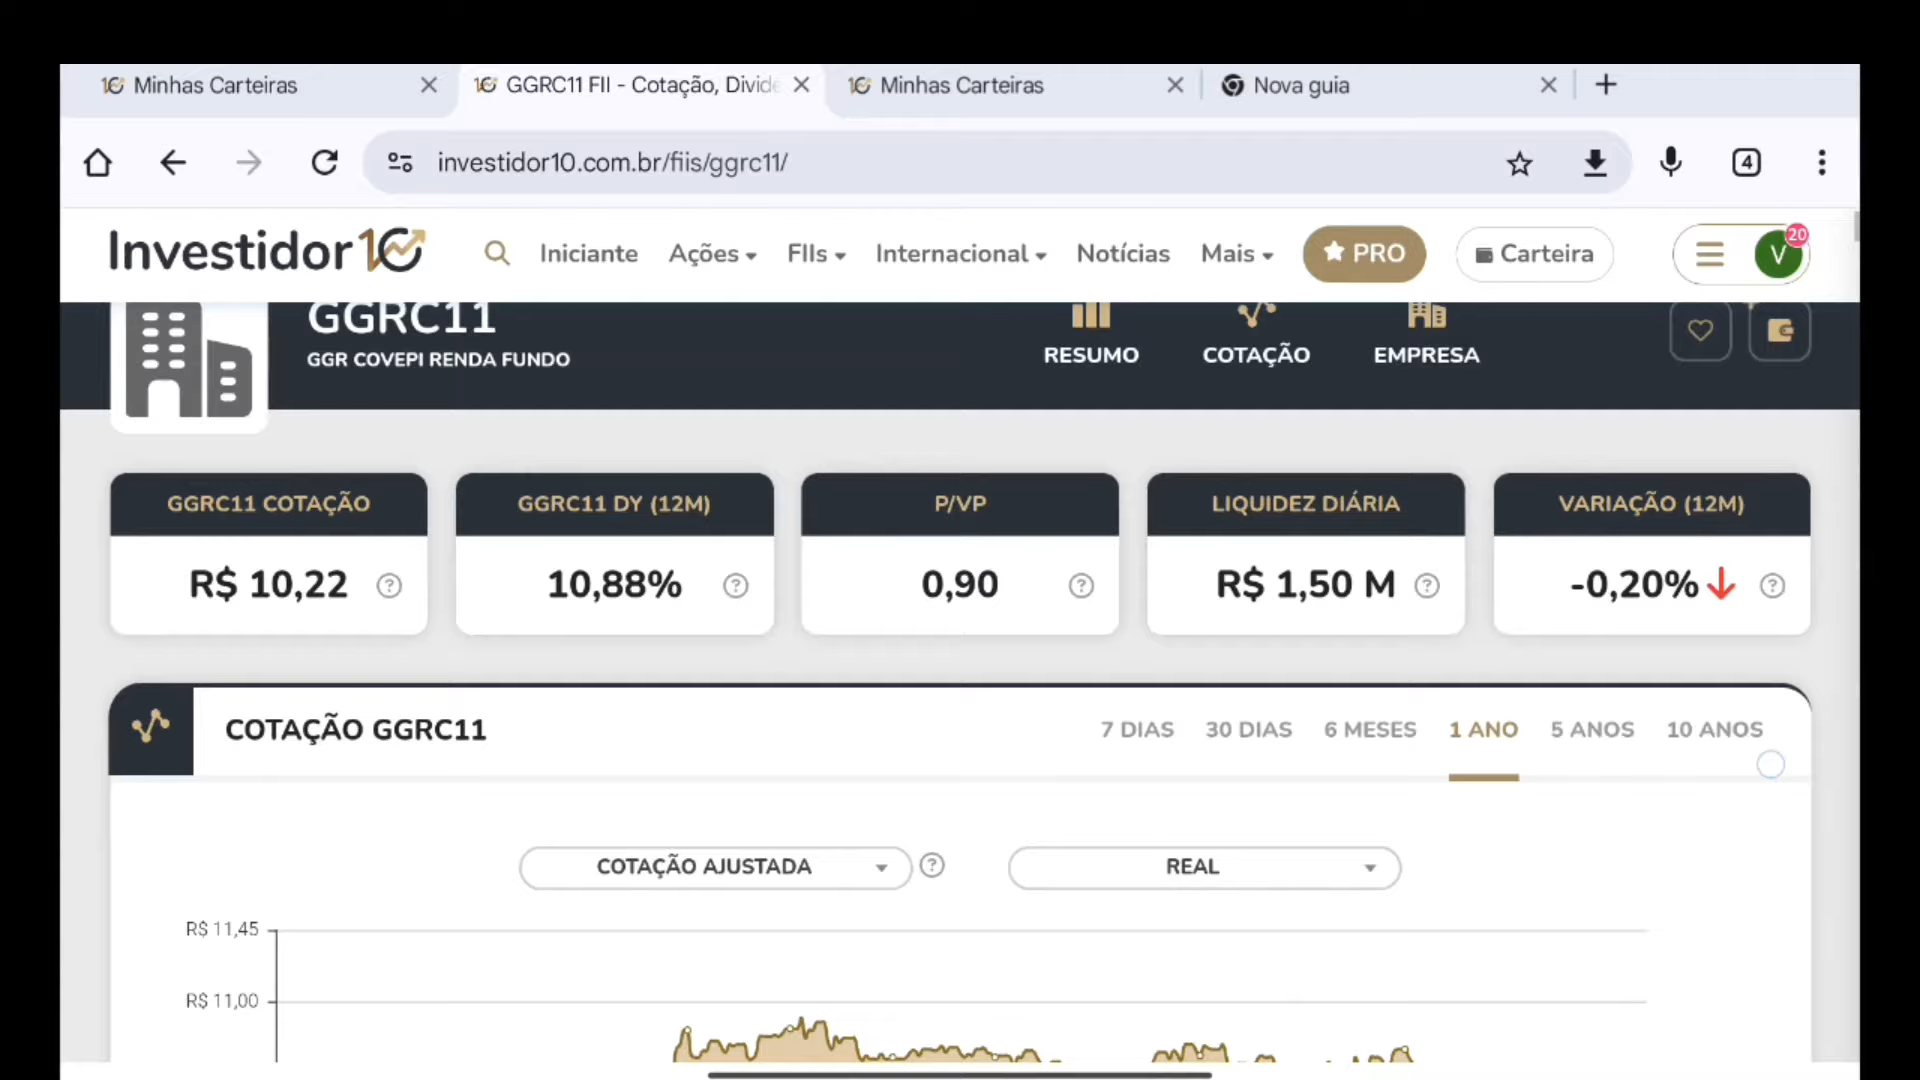 Minhas Carteiras
GGRC11 FII - Cotação, Divide
Minhas Carteiras
Nova guia
investidor10.com.br/fiis/ggrc11/
4
Investidor10
Iniciante
Ações
FIIs
Internacional
Notícias
Mais
PRO
Carteira
V
20
GGRC11
GGR COVEPI RENDA FUNDO
RESUMO
COTAÇÃO
EMPRESA
GGRC11 COTAÇÃO
R$ 10,22
GGRC11 DY (12M)
10,88%
P/VP
0,90
LIQUIDEZ DIÁRIA
R$ 1,50 M
VARIAÇÃO (12M)
-0,20%
COTAÇÃO GGRC11
7 DIAS
30 DIAS
6 MESES
1 ANO
5 ANOS
10 ANOS
COTAÇÃO AJUSTADA
REAL
R$ 11,45
R$ 11,00